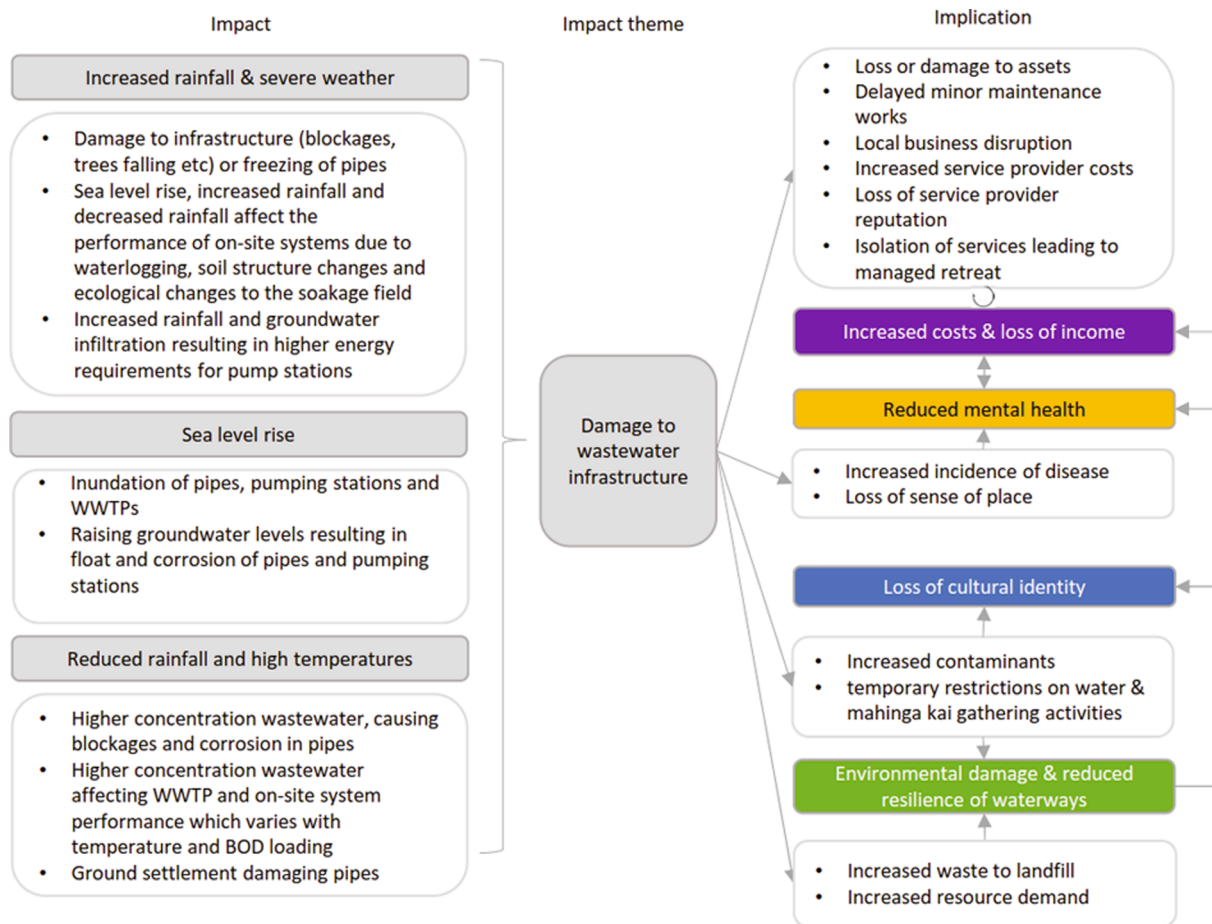 Impact
Impact theme
Implication
Increased rainfall & severe weather
• Damage to infrastructure (blockages,
trees falling etc) or freezing of pipes
• Sea level rise, increased rainfall and
decreased rainfall affect the
performance of on-site systems due to
waterlogging, soil structure changes and
ecological changes to the soakage field
• Increased rainfall and groundwater
infiltration resulting in higher energy
requirements for pump stations
Sea level rise
• Inundation of pipes, pumping stations and
WWTPs
• Raising groundwater levels resulting in
float and corrosion of pipes and pumping
stations
Reduced rainfall and high temperatures
• Higher concentration wastewater, causing
blockages and corrosion in pipes
• Higher concentration wastewater
affecting WWTP and on-site system
performance which varies with
temperature and BOD loading
• Ground settlement damaging pipes
Damage to
wastewater
infrastructure
• Loss or damage to assets
• Delayed minor maintenance
works
• Local business disruption
• Increased service provider costs
• Loss of service provider
reputation
• Isolation of services leading to
managed retreat
Increased costs & loss of income
Reduced mental health
• Increased incidence of disease
• Loss of sense of place
Loss of cultural identity
• Increased contaminants
• temporary restrictions on water &
mahinga kai gathering activities
Environmental damage & reduced
resilience of waterways
• Increased waste to landfill
• Increased resource demand